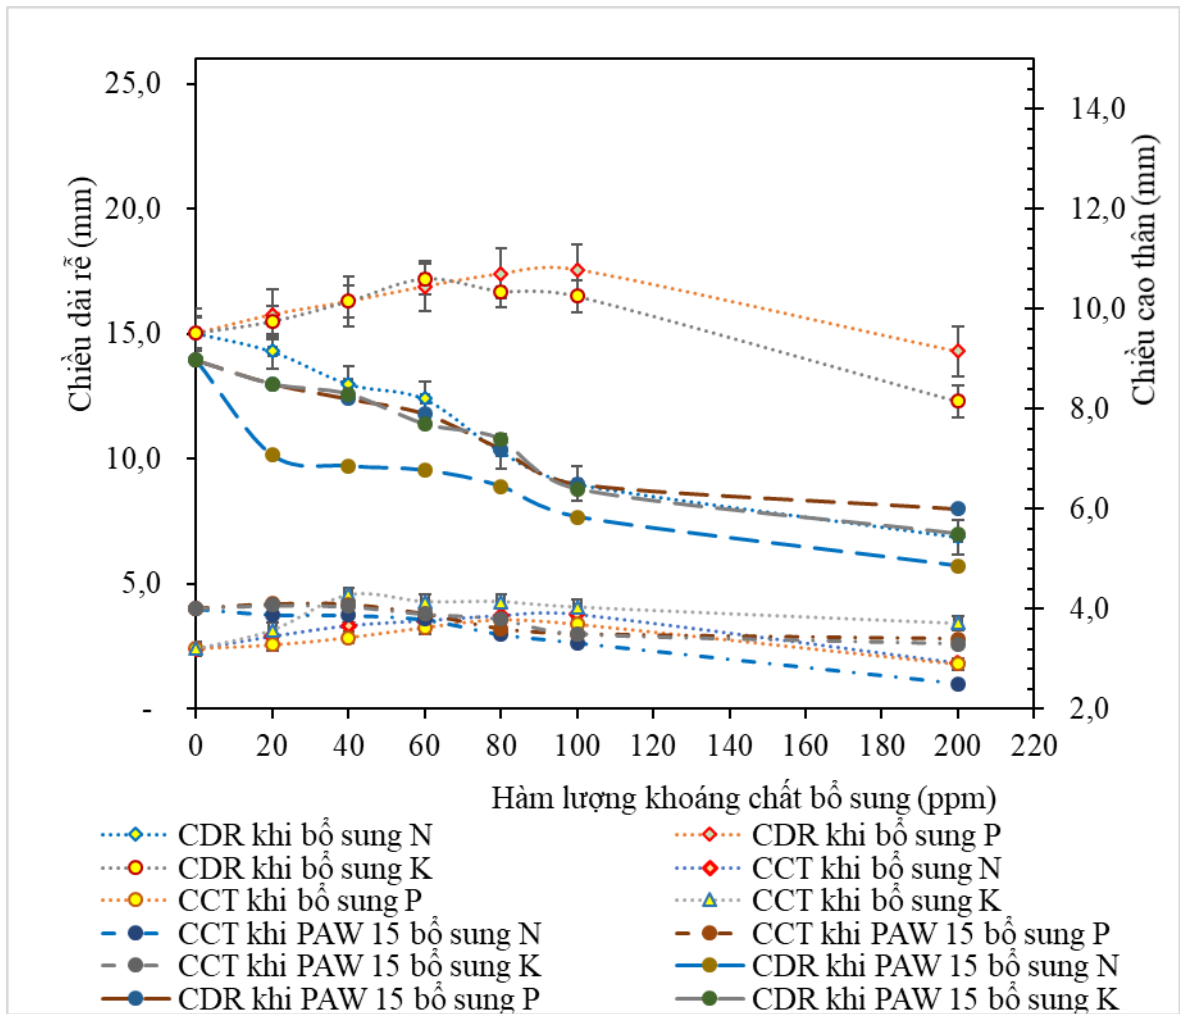 25,0
20,0
15,0
10,0
5,0
-
Chiều dài rễ (mm)
14,0
12,0
10,0
8,0
6,0
4,0
2,0
Chiều cao thân (mm)
0 20 40 60 80 100 120 140 160 180 200 220
Hàm lượng khoáng chất bổ sung (ppm)
CDR khi bổ sung N
CDR khi bổ sung P
CDR khi bổ sung K
CCT khi bổ sung N
CCT khi bổ sung P
CCT khi bổ sung K
CCT khi PAW 15 bổ sung N
CCT khi PAW 15 bổ sung P
CCT khi PAW 15 bổ sung K
CDR khi PAW 15 bổ sung N
CDR khi PAW 15 bổ sung P
CDR khi PAW 15 bổ sung K